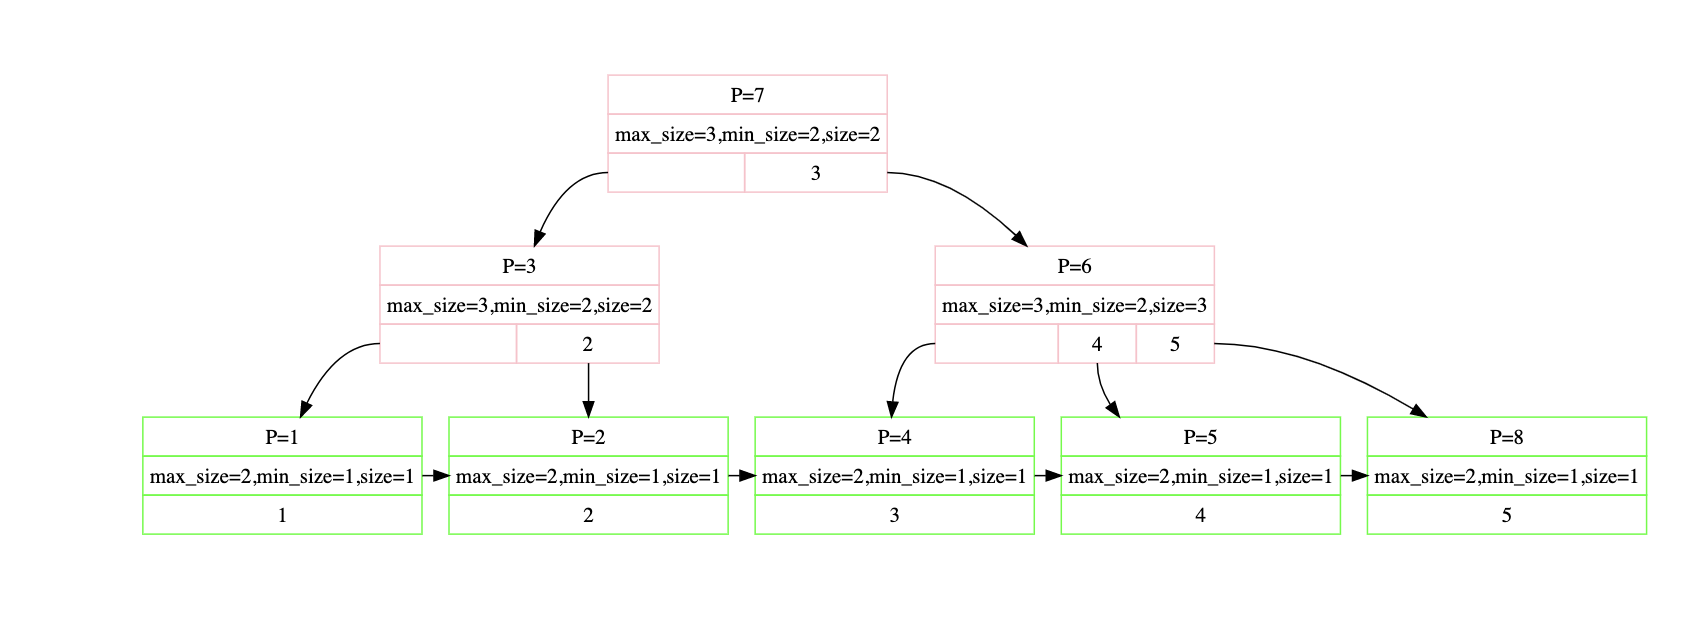 P=7
max_size=3,min_size=2,size=2
3
P=3
max_size=3,min_size=2,size=2
2
P=6
max_size=3,min_size=2,size=3
4 5
P=1
max_size=2,min_size=1,size=1
1
P=2
max_size=2,min_size=1,size=1
2
P=4
max_size=2,min_size=1,size=1
3
P=5
max_size=2,min_size=1,size=1
4
P=8
max_size=2,min_size=1,size=1
5